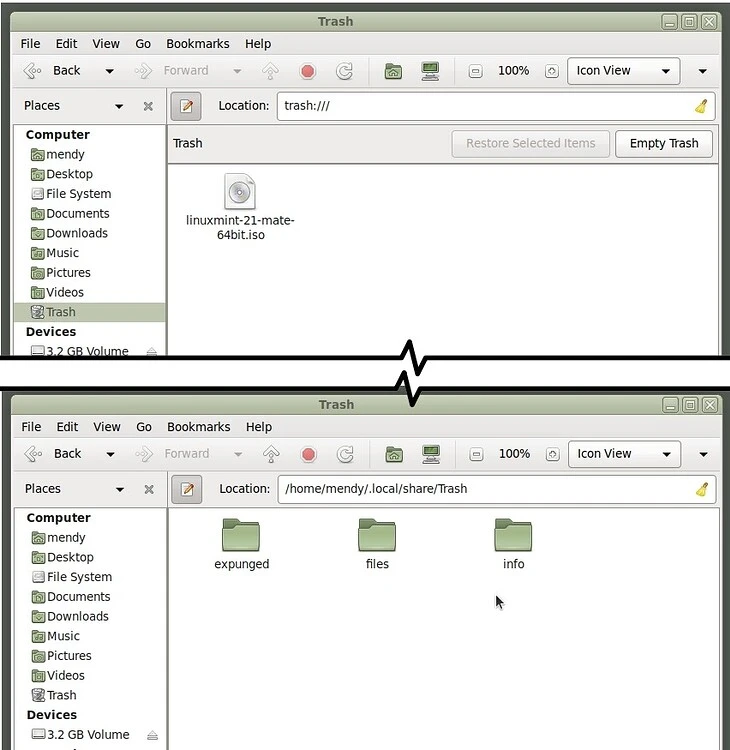 Trash
File Edit View Go Bookmarks Help
Back Forward 100% Icon View
Places Location: trash:///
Computer
mendy
Desktop
File System
Documents
Downloads
Music
Pictures
Videos
Trash
Devices
3.2 GB Volume
Trash Restore Selected Items Empty Trash
linuxmint-21-mate-
64bit.iso
Trash
File Edit View Go Bookmarks Help
Back Forward 100% Icon View
Places Location: /home/mendy/.local/share/Trash
Computer
mendy
Desktop
File System
Documents
Downloads
Music
Pictures
Videos
Trash
Devices
3.2 GB Volume
expunged files info